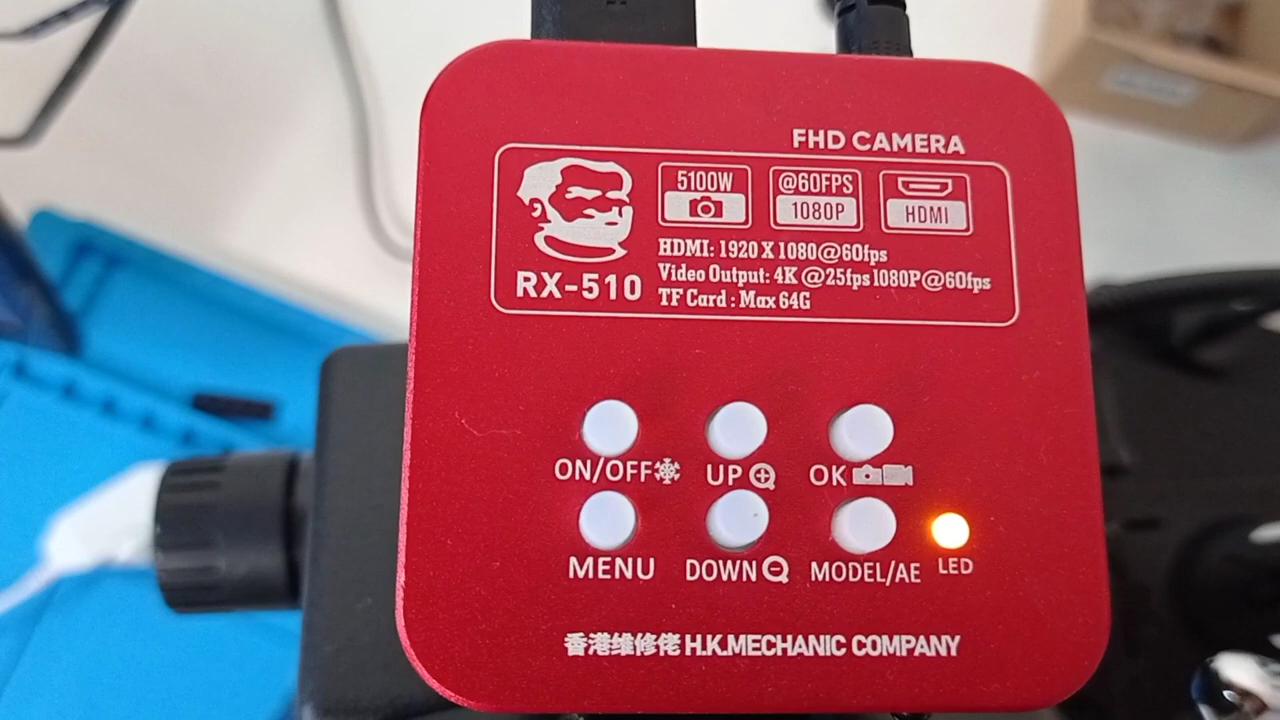 FHD CAMERA
5100W
@60FPS
1080P
HDMI
RX-510
HDMI: 1920 X 1080@60fps
Video Output: 4K @25fps 1080P@60fps
TF Card : Max 64G
ON/OFF
UP
OK
MENU
DOWN
MODEL/AE
LED
香港维修佬 H.K.MECHANIC COMPANY